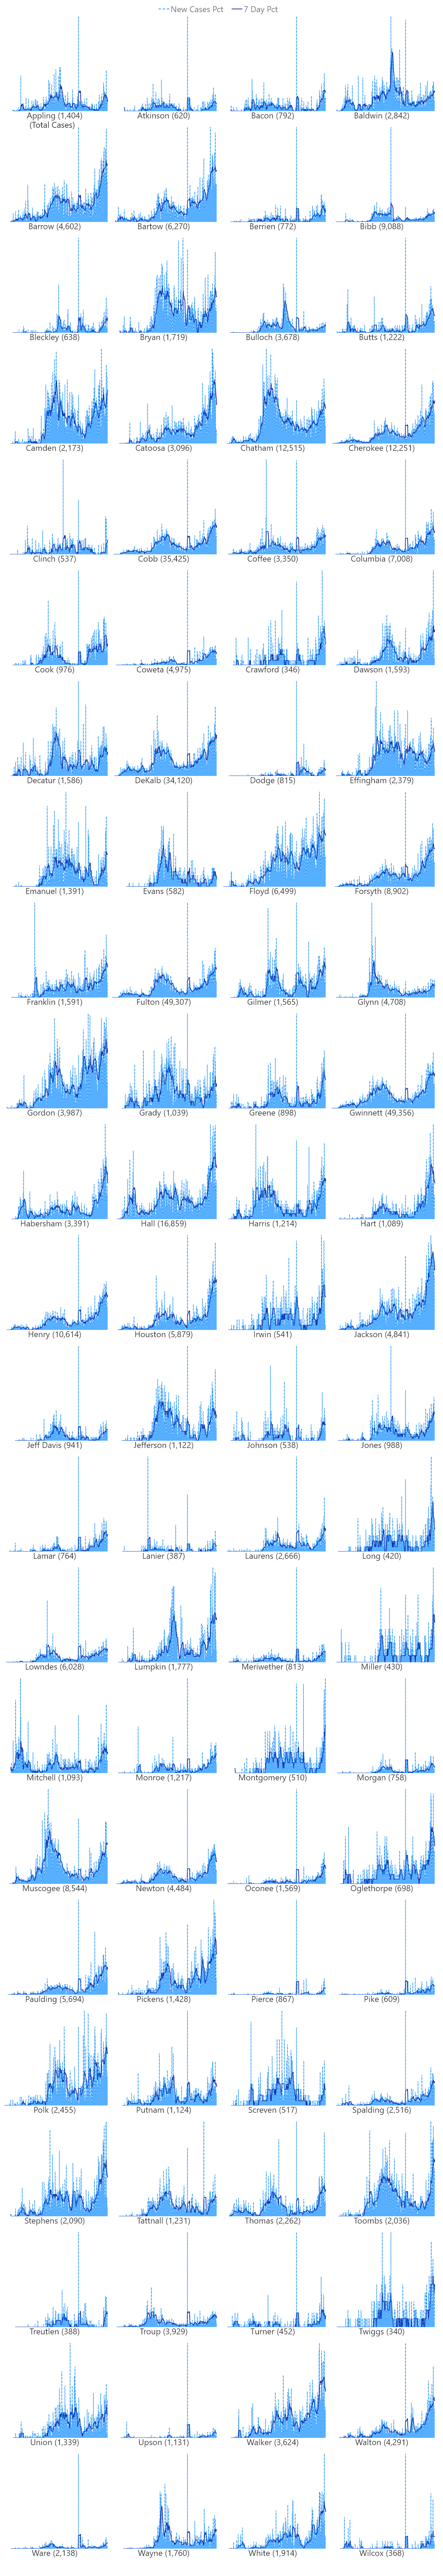 New Cases Pct 7 Day Pct
Appling (1,404) Atkinson (620) Bacon (792) Baldwin (2,842)
(Total Cases)
Barrow (4,602) Bartow (6,270) Berrien (772) Bibb (9,088)
Bleckley (638) Bryan (1,719) Bulloch (3,678) Butts (1,222)
Camden (2,173) Catoosa (3,096) Chatham (12,515) Cherokee (12,251)
Clinch (537) Cobb (35,425) Coffee (3,350) Columbia (7,008)
Cook (976) Coweta (4,975) Crawford (346) Dawson (1,593)
Decatur (1,586) DeKalb (34,120) Dodge (815) Effingham (2,379)
Emanuel (1,391) Evans (582) Floyd (6,499) Forsyth (8,902)
Franklin (1,591) Fulton (49,307) Gilmer (1,565) Glynn (4,708)
Gordon (3,987) Grady (1,039) Greene (898) Gwinnett (49,356)
Habersham (3,391) Hall (16,859) Harris (1,214) Hart (1,089)
Henry (10,614) Houston (5,879) Irwin (541) Jackson (4,841)
Jeff Davis (941) Jefferson (1,122) Johnson (538) Jones (988)
Lamar (764) Lanier (387) Laurens (2,666) Long (420)
Lowndes (6,028) Lumpkin (1,777) Meriwether (813) Miller (430)
Mitchell (1,093) Monroe (1,217) Montgomery (510) Morgan (758)
Muscogee (8,544) Newton (4,484) Oconee (1,569) Oglethorpe (698)
Paulding (5,694) Pickens (1,428) Pierce (867) Pike (609)
Polk (2,455) Putnam (1,124) Screven (517) Spalding (2,516)
Stephens (2,090) Tattnall (1,231) Thomas (2,262) Toombs (2,036)
Treutlen (388) Troup (3,929) Turner (452) Twiggs (340)
Union (1,339) Upson (1,131) Walker (3,624) Walton (4,291)
Ware (2,138) Wayne (1,760) White (1,914) Wilcox (368)